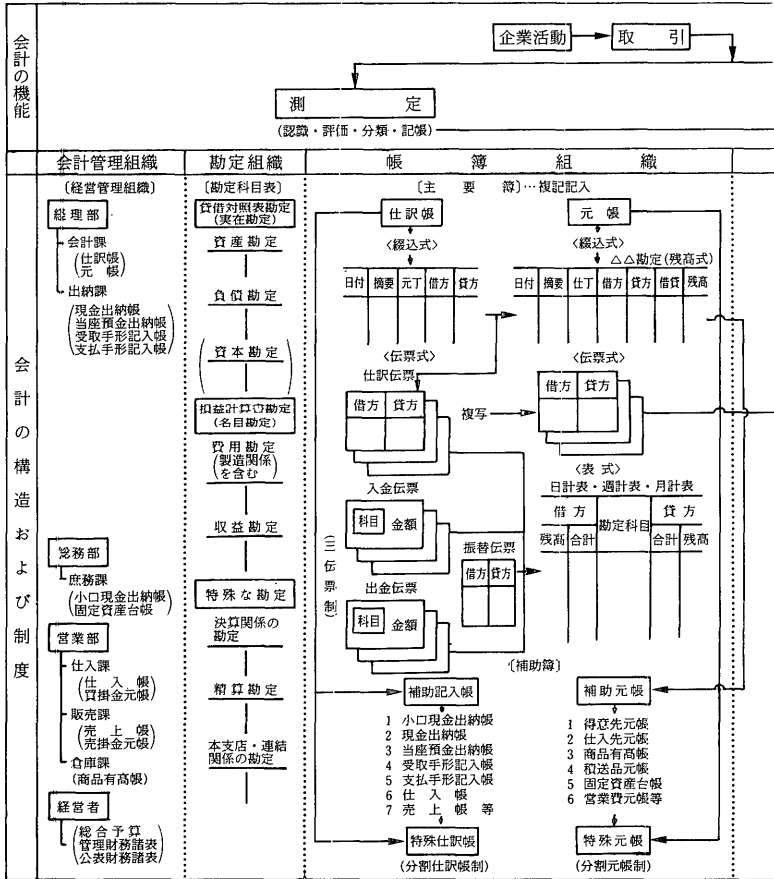 会計の機能
企業活動
取引
測定
(認識・評価・分類・記帳)
会計の構造および制度
会計管理組織
勘定組織
帳簿組織
〔経営管理組織〕
経理部
会計課
(仕訳帳
元帳)
出納課
(現金出納帳
当座預金出納帳
受取手形記入帳
支払手形記入帳)
総務部
庶務課
(小口現金出納帳
固定資産台帳)
営業部
仕入課
(仕入帳
買掛金元帳)
販売課
(売上帳
売掛金元帳)
倉庫課
(商品有高帳)
経営者
(総合予算
管理財務諸表
公表財務諸表)
〔勘定科目表〕
貸借対照表勘定
(実在勘定)
資産勘定
負債勘定
(資本勘定)
損益計算書勘定
(名目勘定)
費用勘定
(製造関係
を含む)
収益勘定
特殊な勘定
決算関係の
勘定
精算勘定
本支店・連結
関係の勘定
〔主要簿〕…複記記入
仕訳帳
元帳
<綴込式>
<綴込式>
△△勘定(残高式)
日付 摘要 元丁 借方 貸方
日付 摘要 仕丁 借方 貸方 借貸 残高
<伝票式>
<伝票式>
仕訳伝票
借方 貸方
複写
借方 貸方
入金伝票
科目 金額
(三伝票制)
振替伝票
借方 貸方
出金伝票
科目 金額
<表式>
日計表・週計表・月計表
借方 勘定科目 貸方
残高 合計 合計 残高
〔補助簿〕
補助記入帳
1 小口現金出納帳
2 現金出納帳
3 当座預金出納帳
4 受取手形記入帳
5 支払手形記入帳
6 仕入帳
7 売上帳等
特殊仕訳帳
(分割仕訳帳制)
補助元帳
1 得意先元帳
2 仕入先元帳
3 商品有高帳
4 積送品元帳
5 固定資産台帳
6 営業費元帳等
特殊元帳
(分割元帳制)